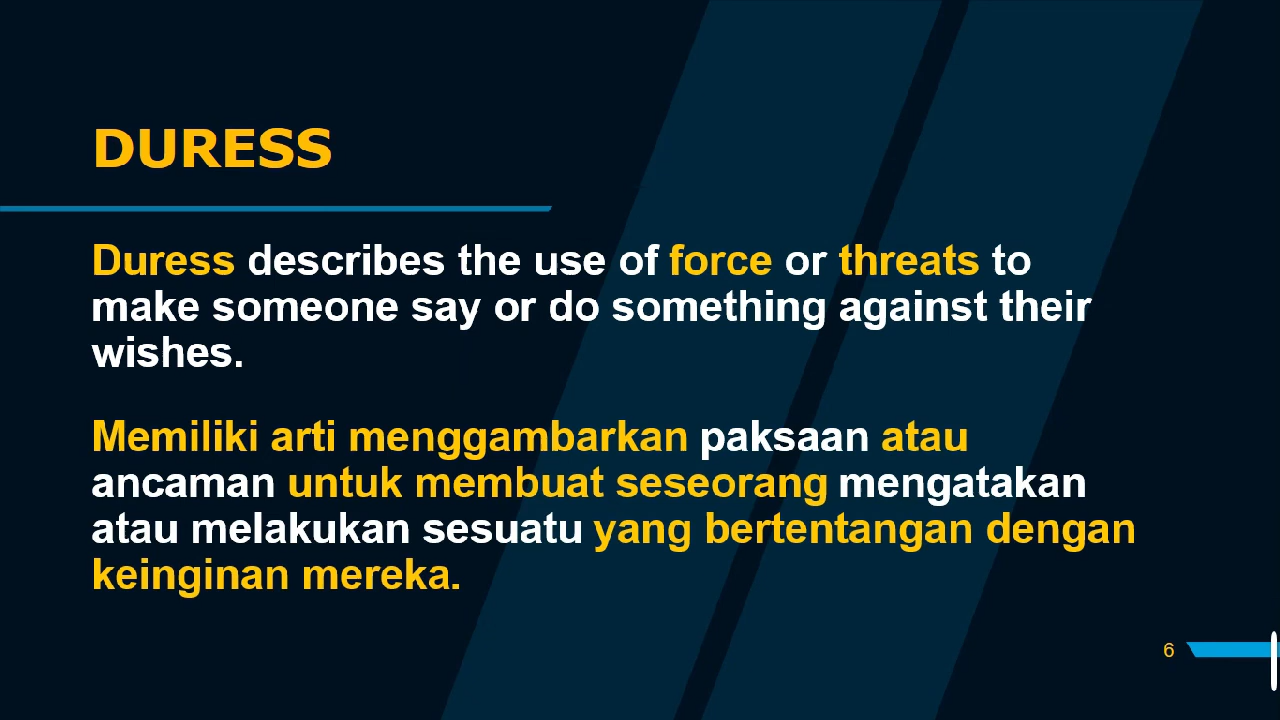 DURESS
Duress describes the use of force or threats to
make someone say or do something against their
wishes.
Memiliki arti menggambarkan paksaan atau
ancaman untuk membuat seseorang mengatakan
atau melakukan sesuatu yang bertentangan dengan
keinginan mereka.
6